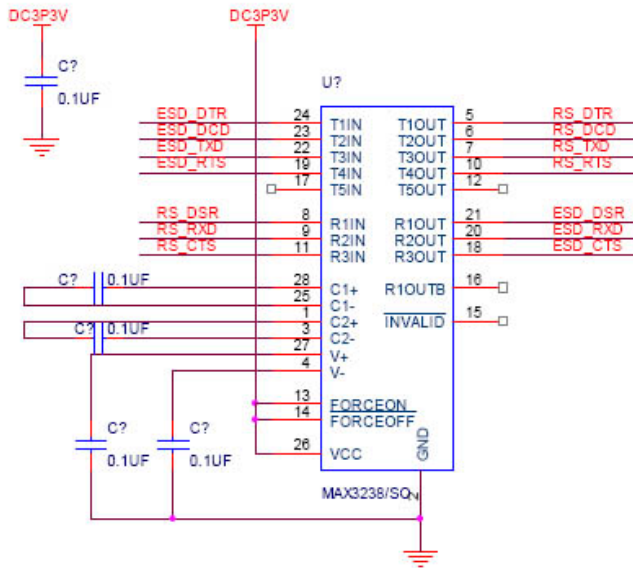 DC3P3V DC3P3V
C?
0.1UF
U?
ESD_DTR 24 T1IN T1OUT 5 RS_DTR
ESD_DCD 23 T2IN T2OUT 6 RS_DCD
ESD_TXD 22 T3IN T3OUT 7 RS_TXD
ESD_RTS 19 T4IN T4OUT 10 RS_RTS
17 T5IN T5OUT 12
RS_DSR 8 R1IN R1OUT 21 ESD_DSR
RS_RXD 9 R2IN R2OUT 20 ESD_RXD
RS_CTS 11 R3IN R3OUT 18 ESD_CTS
C? 0.1UF 28 C1+ R1OUTB 16
25 C1-
1 C2+ INVALID 15
C? 0.1UF 3 C2-
27 V+
4 V-
13 FORCEON
14 FORCEOFF
C? C?
0.1UF 0.1UF
26 VCC GND
MAX3238/SO 2